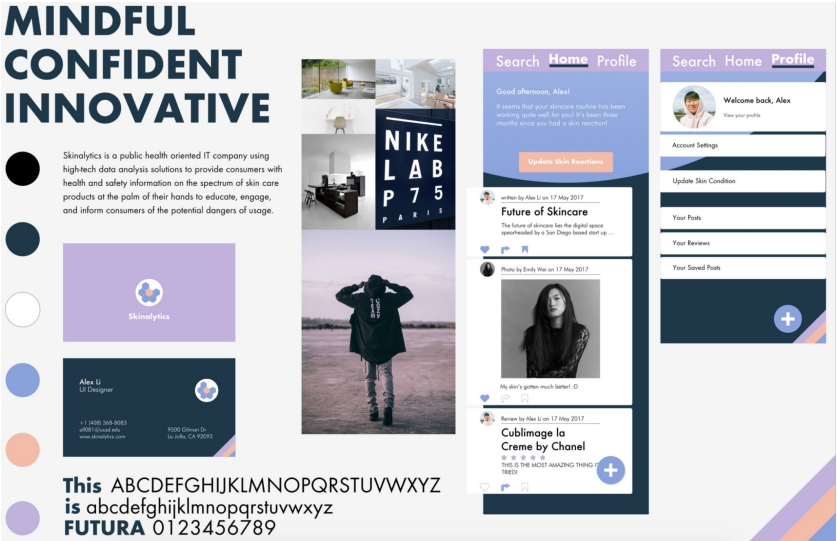 MINDFUL
CONFIDENT
INNOVATIVE
Skinalytics is a public health oriented IT company using
high-tech data analysis solutions to provide consumers with
health and safety information on the spectrum of skin care
products at the palm of their hands to educate, engage,
and inform consumers of the potential dangers of usage.
Skinalytics
Alex Li
UI Designer
+1 (408) 368-8083
all081@ucsd.edu
www.skinalytics.com
9500 Gilman Dr
La Jolla, CA 92093
This ABCDEFGHIJKLMNOPQRSTUVWXYZ
is abcdefghijklmnopqrstuvwxyz
FUTURA 0123456789
NIKE
LAB
P75
PARIS
Search Home Profile
Good afternoon, Alex!
It seems that your skincare routine has been
working quite well for you! It's been three
months since you had a skin reaction!
Update Skin Reactions
written by Alex Li on 17 May 2017
Future of Skincare
The future of skincare lies the digital space
spearheaded by a San Diego based start up ...
Photo by Emily Wei on 17 May 2017
My skin's gotten much better! :D
Review by Alex Li on 17 May 2017
Cublimage la
Creme by Chanel
THIS IS THE MOST AMAZING THING
TRIED!
Search Home Profile
Welcome back, Alex
View your profile
Account Settings
Update Skin Condition
Your Posts
Your Reviews
Your Saved Posts